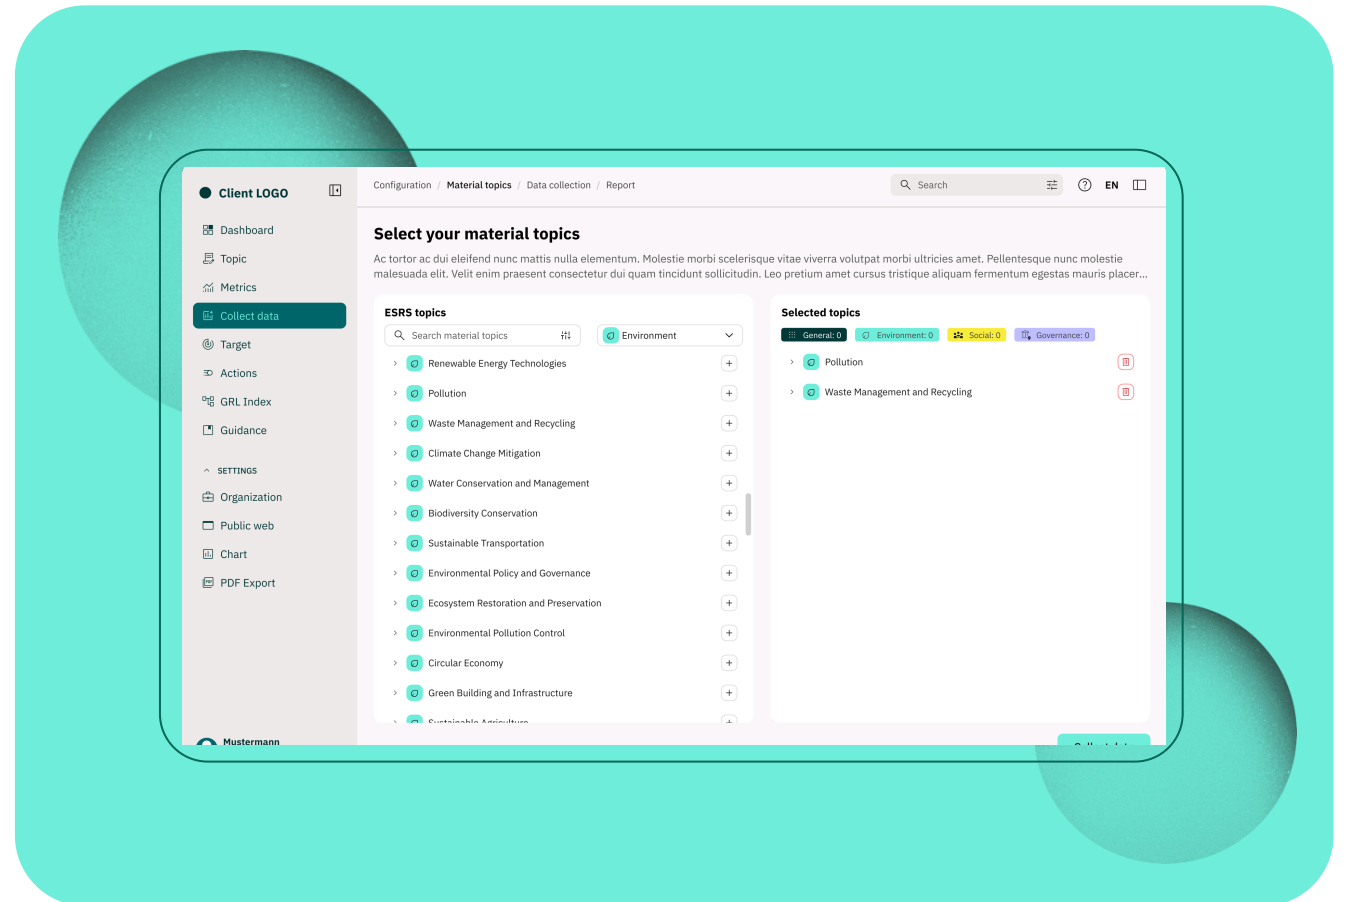 Client LOGO
Configuration / Material topics / Data collection / Report
Search
EN
Dashboard
Topic
Metrics
Collect data
Target
Actions
GRL Index
Guidance
SETTINGS
Organization
Public web
Chart
PDF Export
Mustermann
Select your material topics
Ac tortor ac dui eleifend nunc mattis nulla elementum. Molestie morbi scelerisque vitae viverra volutpat morbi ultricies amet. Pellentesque nunc molestie
malesuada elit. Velit enim praesent consectetur dui quam tincidunt sollicitudin. Leo pretium amet cursus tristique aliquam fermentum egestas mauris placer...
ESRS topics
Search material topics
Environment
Renewable Energy Technologies
Pollution
Waste Management and Recycling
Climate Change Mitigation
Water Conservation and Management
Biodiversity Conservation
Sustainable Transportation
Environmental Policy and Governance
Ecosystem Restoration and Preservation
Environmental Pollution Control
Circular Economy
Green Building and Infrastructure
Sustainable Agriculture
Selected topics
General: 0
Environment: 0
Social: 0
Governance: 0
Pollution
Waste Management and Recycling